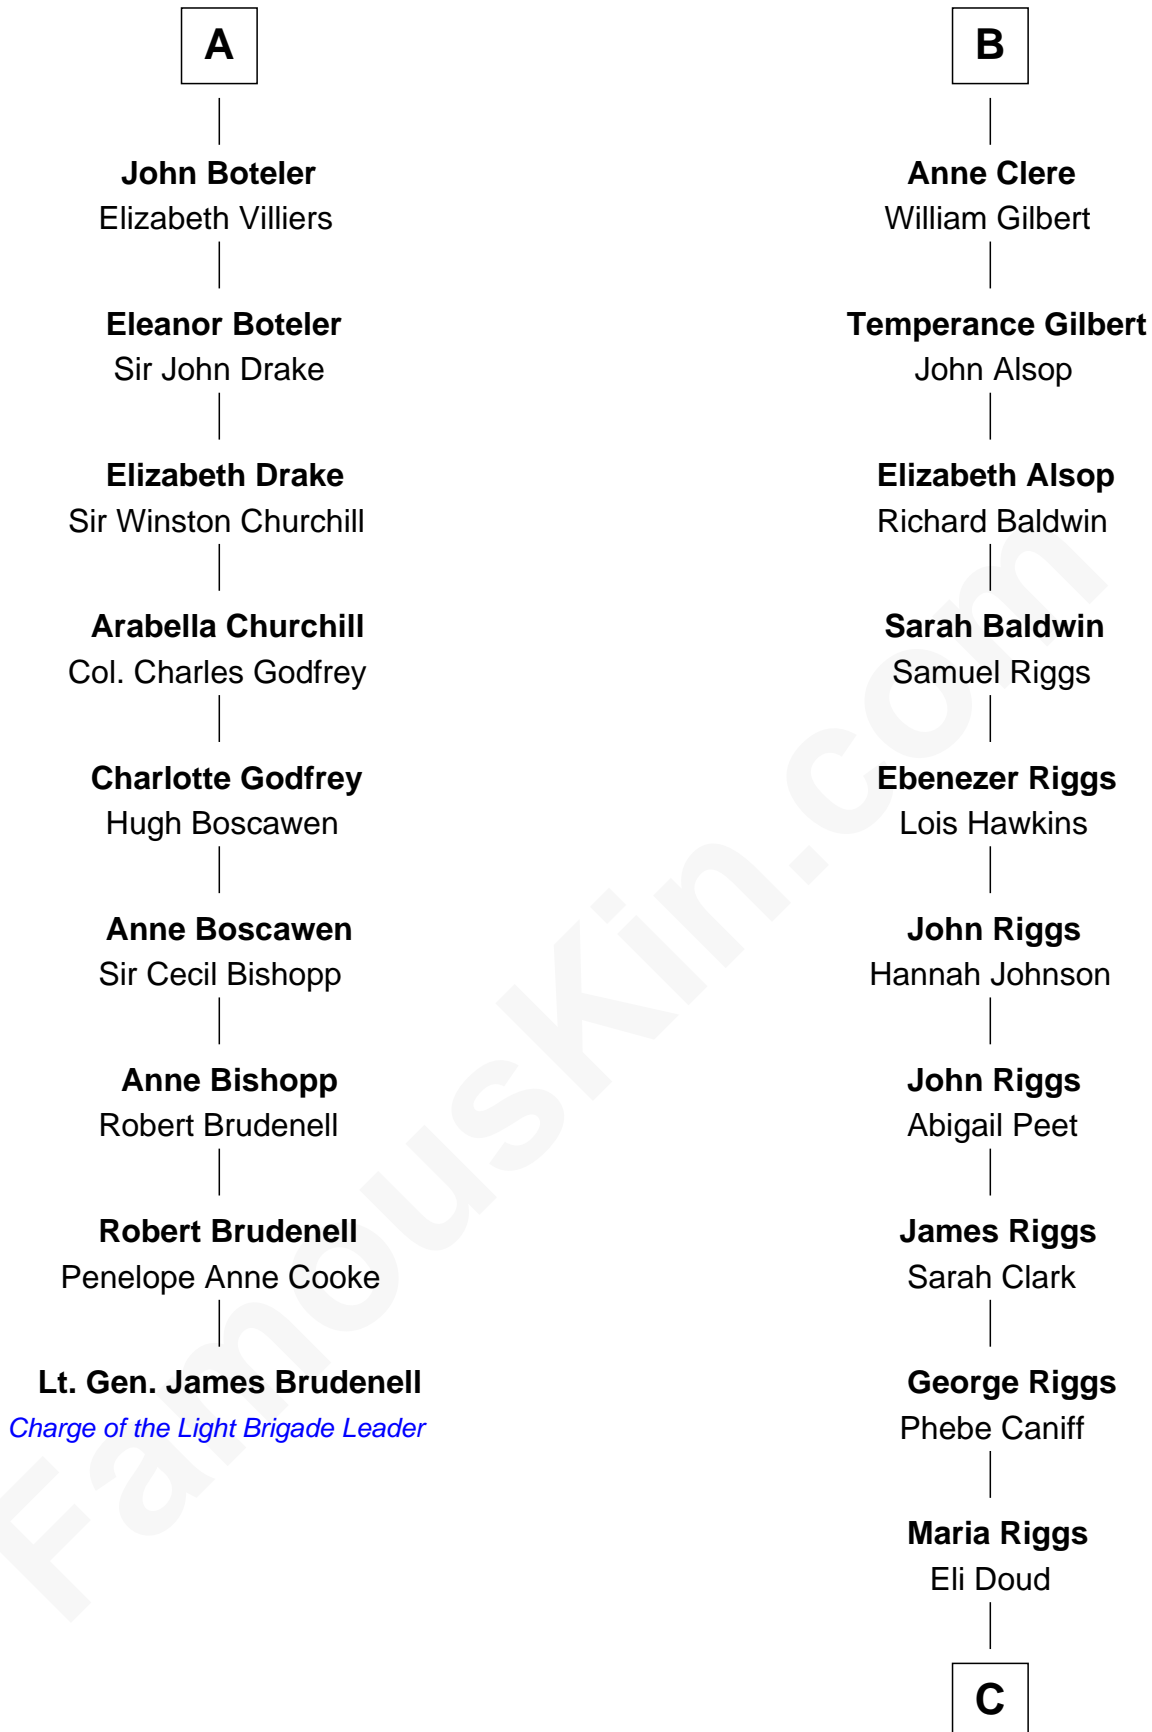 A
John Boteler
Elizabeth Villiers
Eleanor Boteler
Sir John Drake
Elizabeth Drake
Sir Winston Churchill
Arabella Churchill
Col. Charles Godfrey
Charlotte Godfrey
Hugh Boscawen
Anne Boscawen
Sir Cecil Bishopp
Anne Bishopp
Robert Brudenell
Robert Brudenell
Penelope Anne Cooke
Lt. Gen. James Brudenell
Charge of the Light Brigade Leader
B
Anne Clere
William Gilbert
Temperance Gilbert
John Alsop
Elizabeth Alsop
Richard Baldwin
Sarah Baldwin
Samuel Riggs
Ebenezer Riggs
Lois Hawkins
John Riggs
Hannah Johnson
John Riggs
Abigail Peet
James Riggs
Sarah Clark
George Riggs
Phebe Caniff
Maria Riggs
Eli Doud
C
FamousKin.com